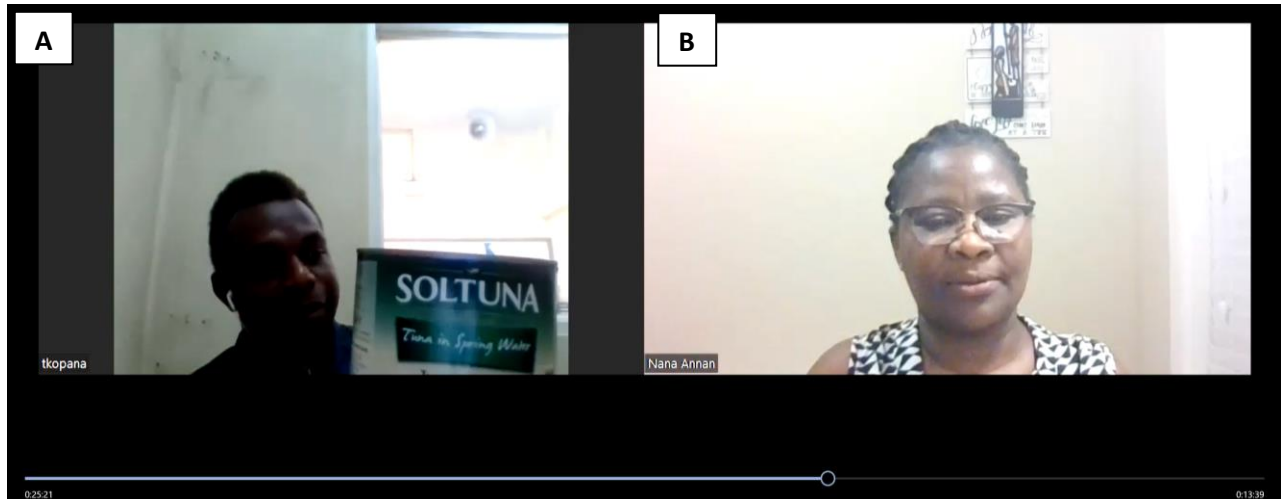 A
B
SOLTUNA
Tuna in Spring Water
tkopana
Nana Annan
0:25:21
0:13:39